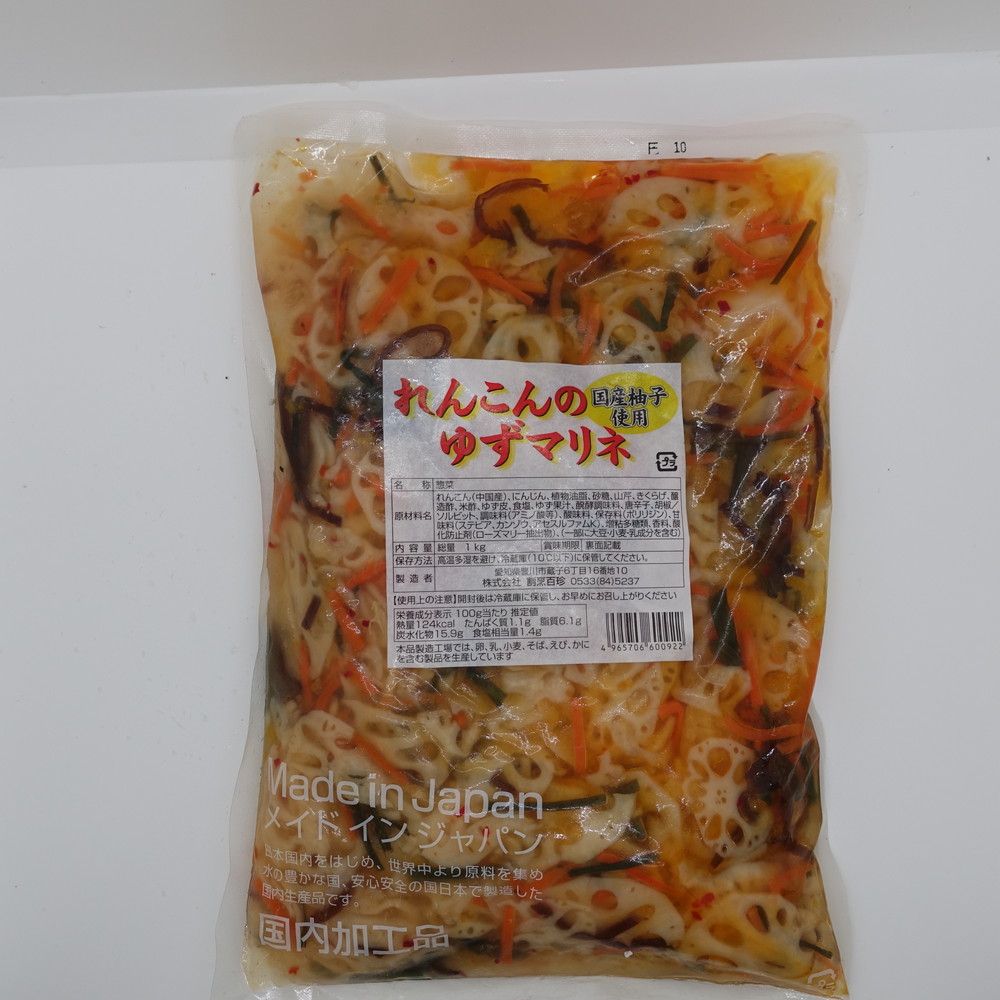 10
れんこんの
国産柚子
使用
ゆずマリネ
プラ
名 称 惣菜
原材料名 れんこん(中国産)、にんじん、植物油脂、砂糖、山芹、きくらげ、醸
造酢、米酢、ゆず皮、食塩、ゆず果汁、醗酵調味料、唐辛子、胡椒/
ソルビット、調味料(アミノ酸等)、酸味料、保存料(ポリリジン)、甘
味料(ステビア、カンゾウ、アセスルファムK)、増粘多糖類、香料、酸
化防止剤(ローズマリー抽出物)、(一部に大豆・小麦・乳成分を含む)
内容量 総量 1kg 賞味期限 裏面記載
保存方法 高温多湿を避け、冷蔵庫(10℃以下)に保管してください。
製造者 愛知県豊川市蔵子6丁目16番地10
株式会社 割烹百珍 0533(84)5237
【使用上の注意】開封後は冷蔵庫に保管し、お早めにお召し上がりください
栄養成分表示 100g当たり 推定値
熱量124kcal たんぱく質1.1g 脂質6.1g
炭水化物15.9g 食塩相当量1.4g
本品製造工場では、卵、乳、小麦、そば、えび、かに
を含む製品を生産しています
4 965706 600922
Made in Japan
メイド イン ジャパン
日本国内をはじめ、世界中より原料を集め
水の豊かな国、安心安全の国日本で製造した
国内生産品です。
国内加工品